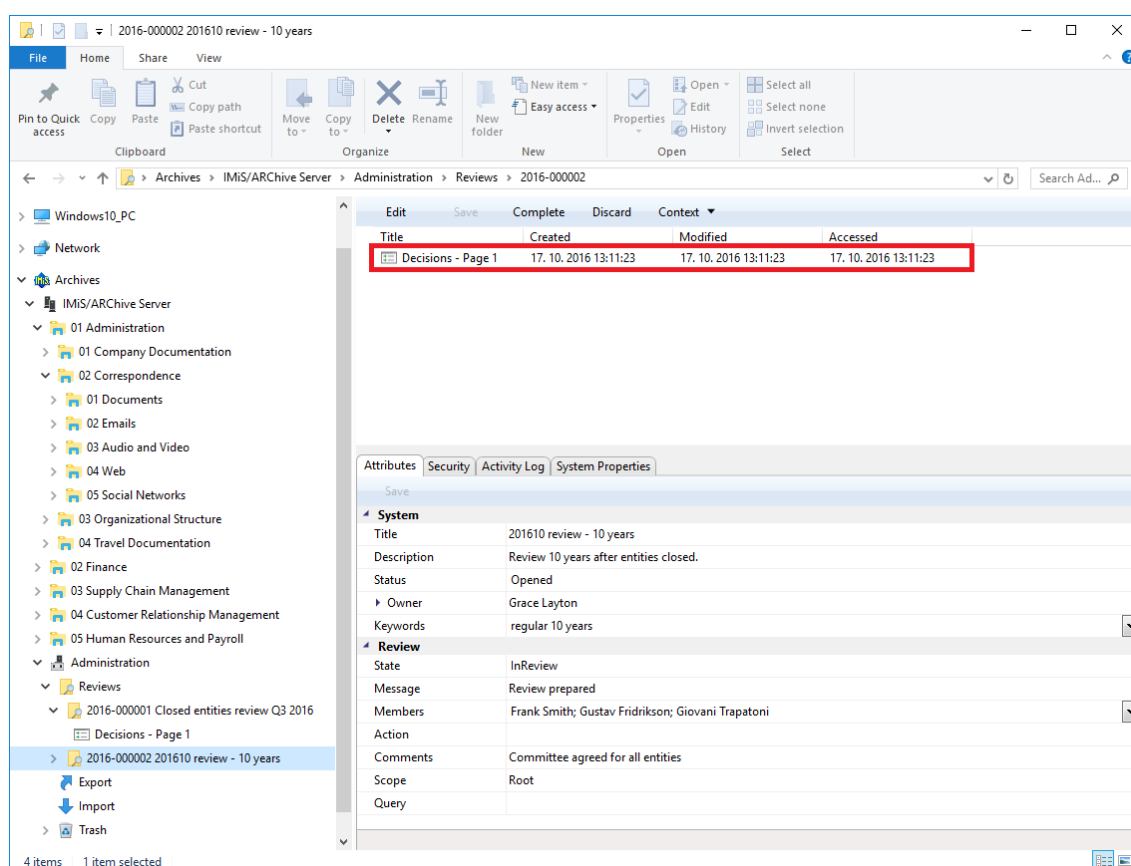 2016-000002 201610 review - 10 years
File Home Share View
Pin to Quick access
Copy
Paste
Cut
Copy path
Paste shortcut
Move to
Copy to
Delete
Rename
New folder
New item
Easy access
Properties
Open
Edit
History
Select all
Select none
Invert selection
Clipboard Organize New Open Select
Archives > IMiS/ARChive Server > Administration > Reviews > 2016-000002
Search Ad...
Windows10_PC
Network
Archives
IMiS/ARChive Server
01 Administration
01 Company Documentation
02 Correspondence
01 Documents
02 Emails
03 Audio and Video
04 Web
05 Social Networks
03 Organizational Structure
04 Travel Documentation
02 Finance
03 Supply Chain Management
04 Customer Relationship Management
05 Human Resources and Payroll
Administration
Reviews
2016-000001 Closed entities review Q3 2016
Decisions - Page 1
2016-000002 201610 review - 10 years
Export
Import
Trash
Edit Save Complete Discard Context
Title Created Modified Accessed
Decisions - Page 1 17. 10. 2016 13:11:23 17. 10. 2016 13:11:23 17. 10. 2016 13:11:23
Attributes Security Activity Log System Properties
Save
System
Title 201610 review - 10 years
Description Review 10 years after entities closed.
Status Opened
Owner Grace Layton
Keywords regular 10 years
Review
State InReview
Message Review prepared
Members Frank Smith; Gustav Fridrikson; Giovani Trapatoni
Action
Comments Committee agreed for all entities
Scope Root
Query
4 items 1 item selected